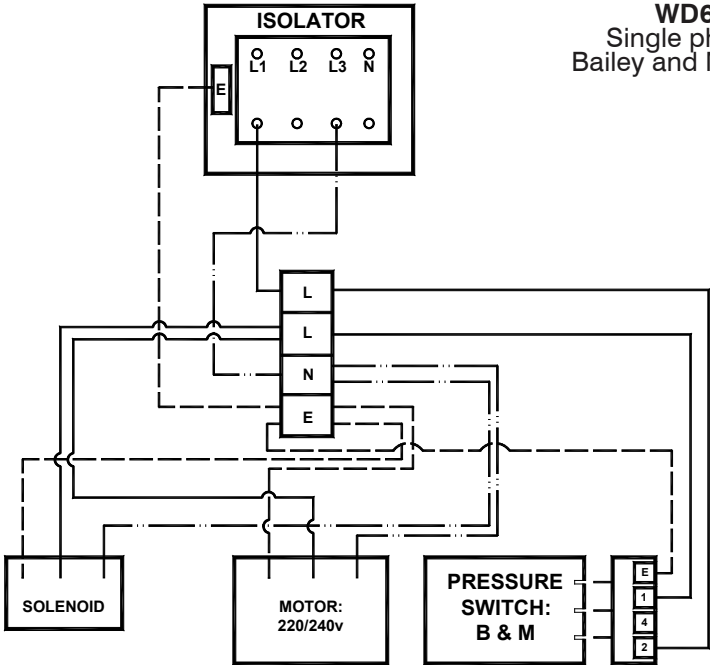 ISOLATOR
WD6
Single ph
Bailey and
L1 L2 L3 N
E
L
L
N
E
SOLENOID
MOTOR:
220/240v
PRESSURE
SWITCH:
B & M
E
1
4
2